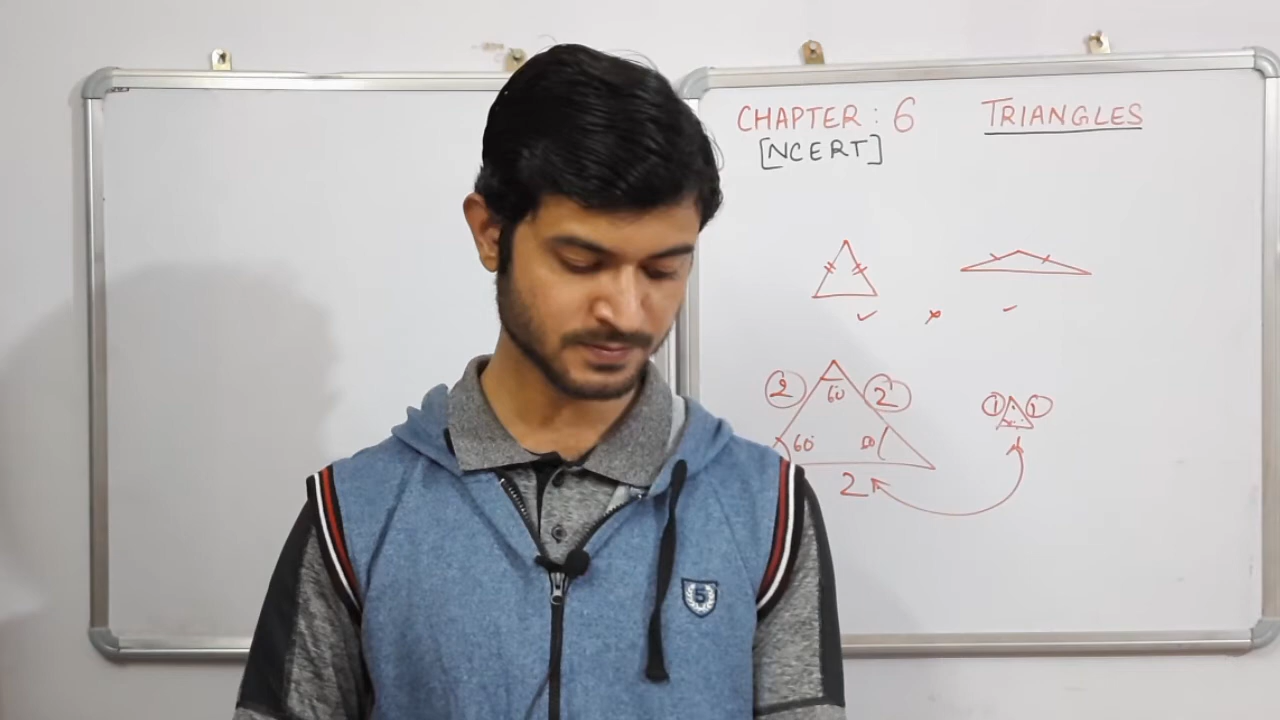 CHAPTER : 6 TRIANGLES
[NCERT]
2 60 2
1 1
60° 60
2
5